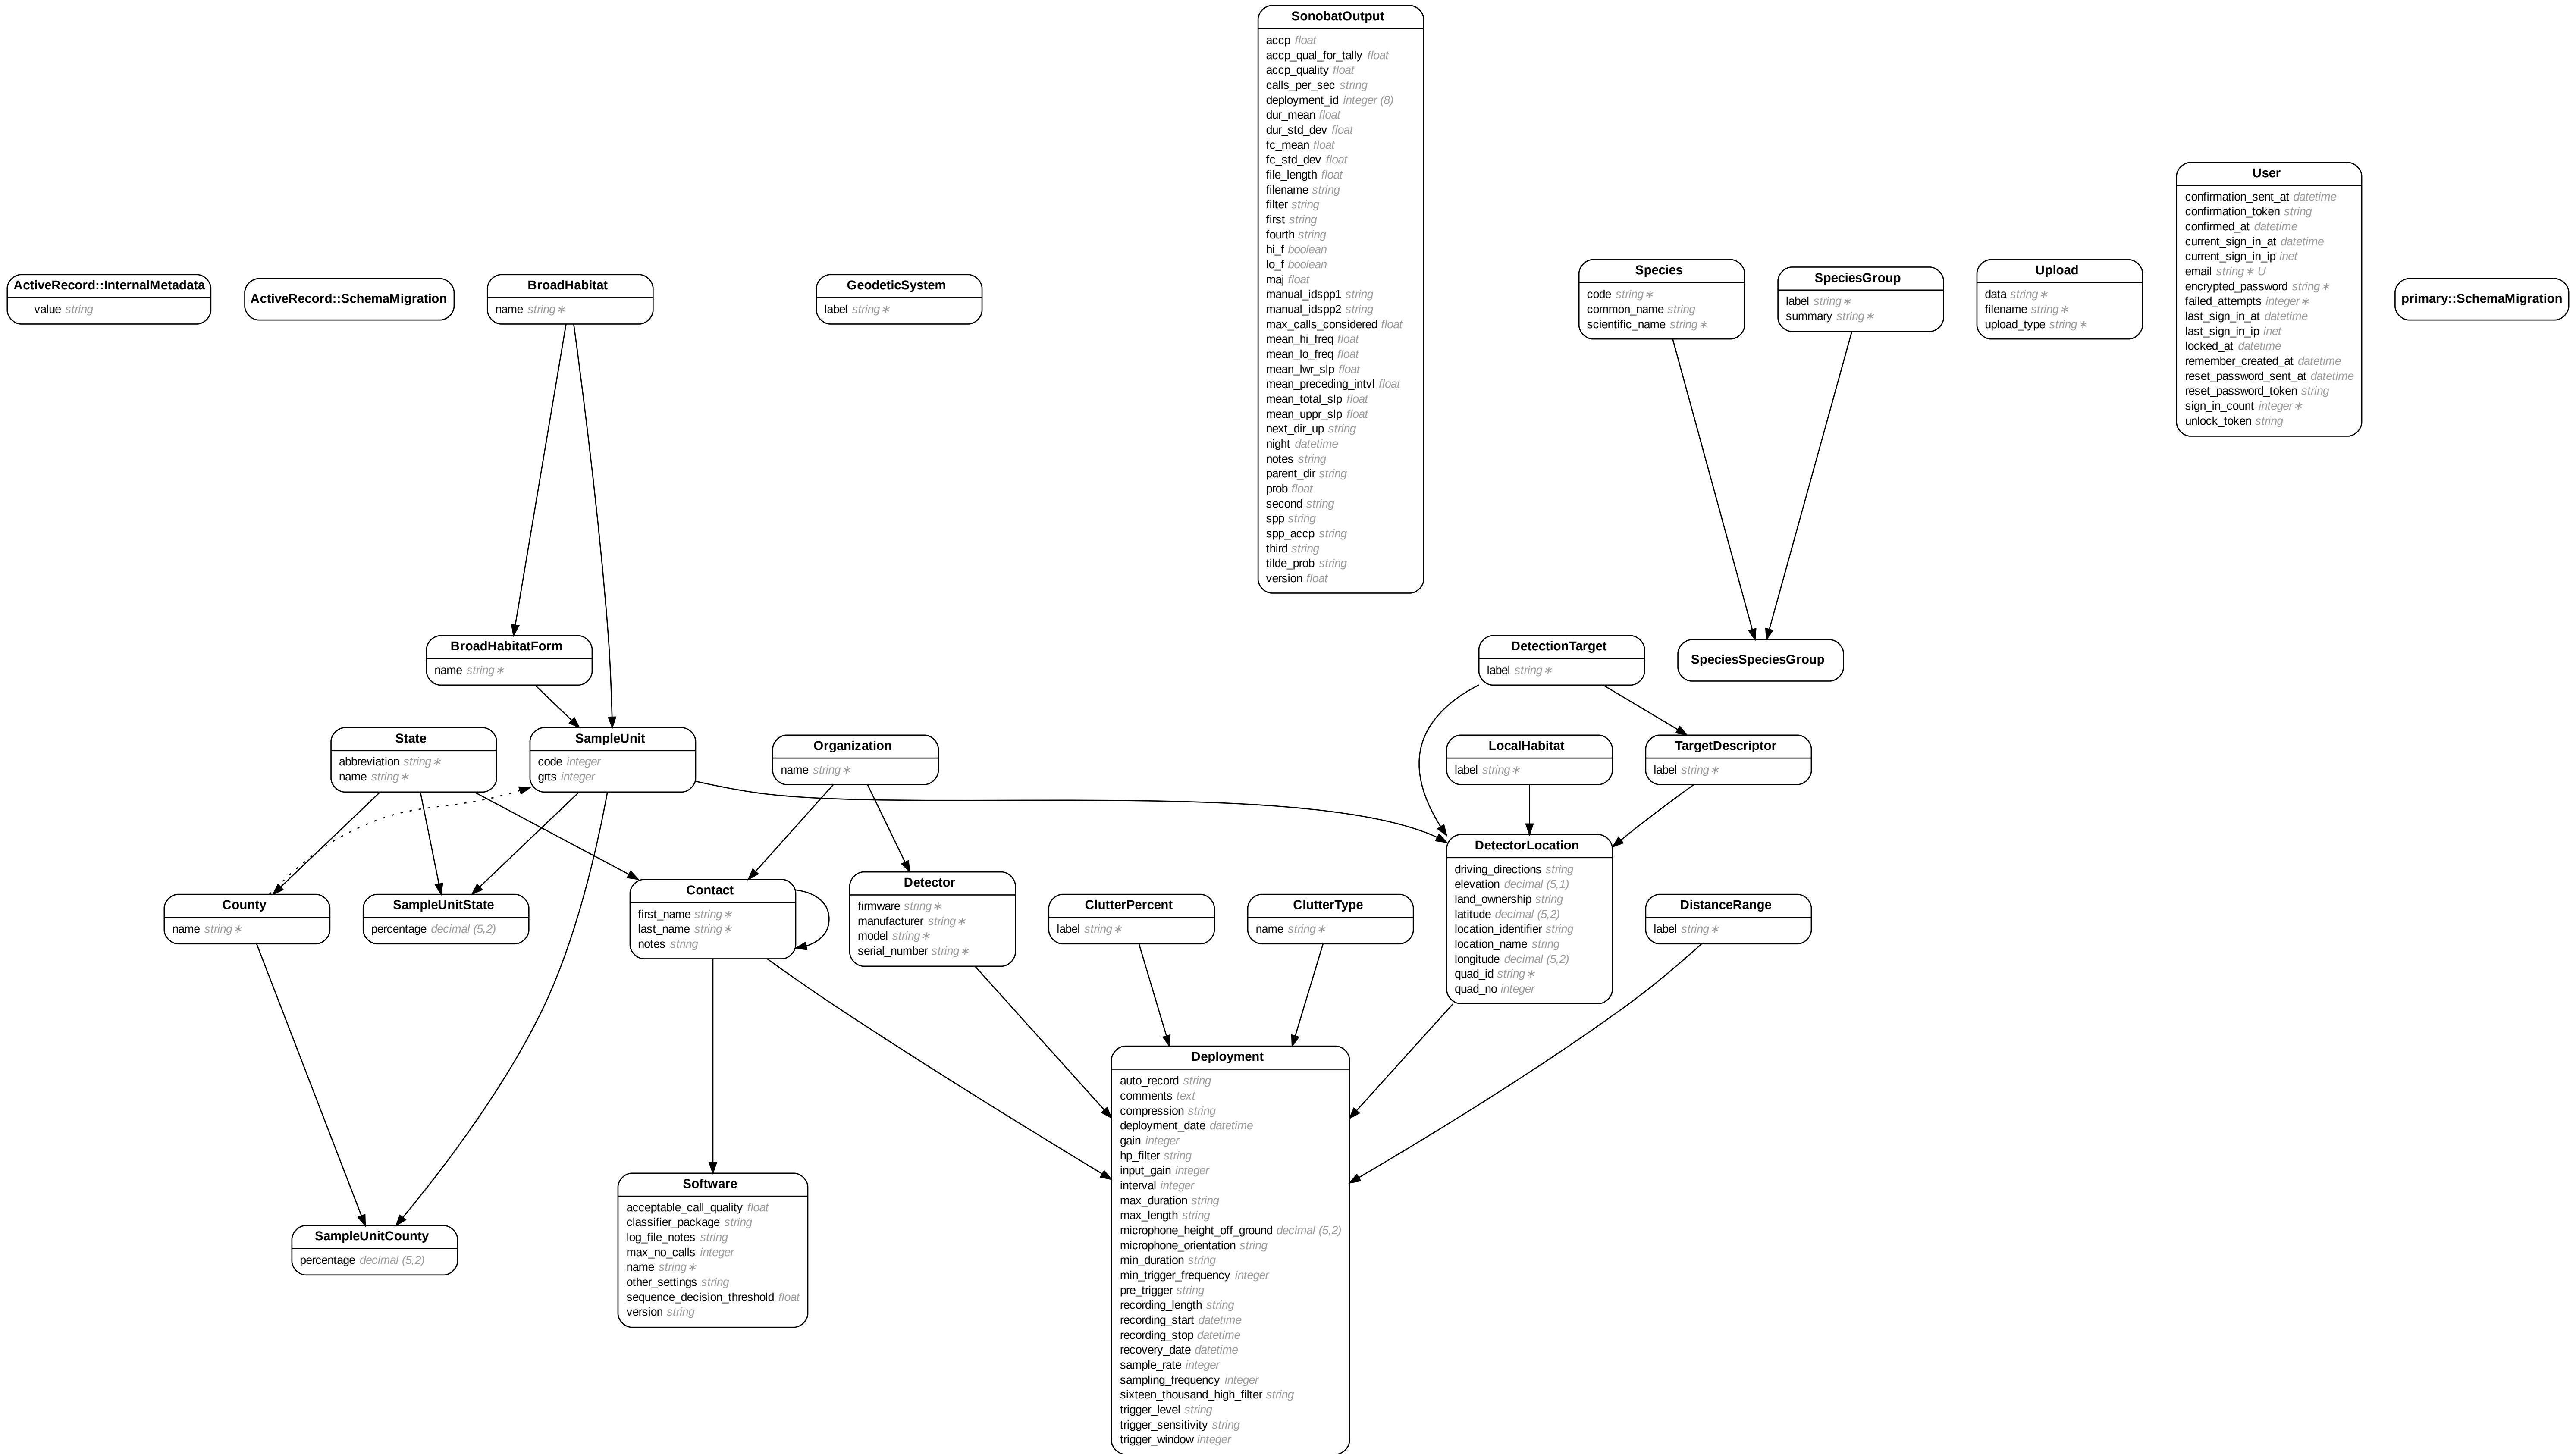 SonobatOutput
accp float
accp_qual_for_tally float
accp_quality float
calls_per_sec string
deployment_id integer (8)
dur_mean float
dur_std_dev float
fc_mean float
fc_std_dev float
file_length float
filename string
filter string
first string
fourth string
hi_f boolean
lo_f boolean
maj float
manual_idspp1 string
manual_idspp2 string
max_calls_considered float
mean_hi_freq float
mean_lo_freq float
mean_lwr_slp float
mean_preceding_intvl float
mean_total_slp float
mean_uppr_slp float
next_dir_up string
night datetime
notes string
parent_dir string
prob float
second string
spp string
spp_accp string
third string
tilde_prob string
version float
User
confirmation_sent_at datetime
confirmation_token string
confirmed_at datetime
current_sign_in_at datetime
current_sign_in_ip inet
email string∗ U
encrypted_password string∗
failed_attempts integer∗
last_sign_in_at datetime
last_sign_in_ip inet
locked_at datetime
remember_created_at datetime
reset_password_sent_at datetime
reset_password_token string
sign_in_count integer∗
unlock_token string
ActiveRecord::InternalMetadata
value string
ActiveRecord::SchemaMigration
BroadHabitat
name string∗
GeodeticSystem
label string∗
Species
code string∗
common_name string
scientific_name string∗
SpeciesGroup
label string∗
summary string∗
Upload
data string∗
filename string∗
upload_type string∗
primary::SchemaMigration
BroadHabitatForm
name string∗
DetectionTarget
label string∗
SpeciesSpeciesGroup
State
abbreviation string∗
name string∗
SampleUnit
code integer
grts integer
Organization
name string∗
LocalHabitat
label string∗
TargetDescriptor
label string∗
County
name string∗
SampleUnitState
percentage decimal (5,2)
Contact
first_name string∗
last_name string∗
notes string
Detector
firmware string∗
manufacturer string∗
model string∗
serial_number string∗
ClutterPercent
label string∗
ClutterType
name string∗
DetectorLocation
driving_directions string
elevation decimal (5,1)
land_ownership string
latitude decimal (5,2)
location_identifier string
location_name string
longitude decimal (5,2)
quad_id string∗
quad_no integer
DistanceRange
label string∗
SampleUnitCounty
percentage decimal (5,2)
Software
acceptable_call_quality float
classifier_package string
log_file_notes string
max_no_calls integer
name string∗
other_settings string
sequence_decision_threshold float
version string
Deployment
auto_record string
comments text
compression string
deployment_date datetime
gain integer
hp_filter string
input_gain integer
interval integer
max_duration string
max_length string
microphone_height_off_ground decimal (5,2)
microphone_orientation string
min_duration string
min_trigger_frequency integer
pre_trigger string
recording_length string
recording_start datetime
recording_stop datetime
recovery_date datetime
sample_rate integer
sampling_frequency integer
sixteen_thousand_high_filter string
trigger_level string
trigger_sensitivity string
trigger_window integer